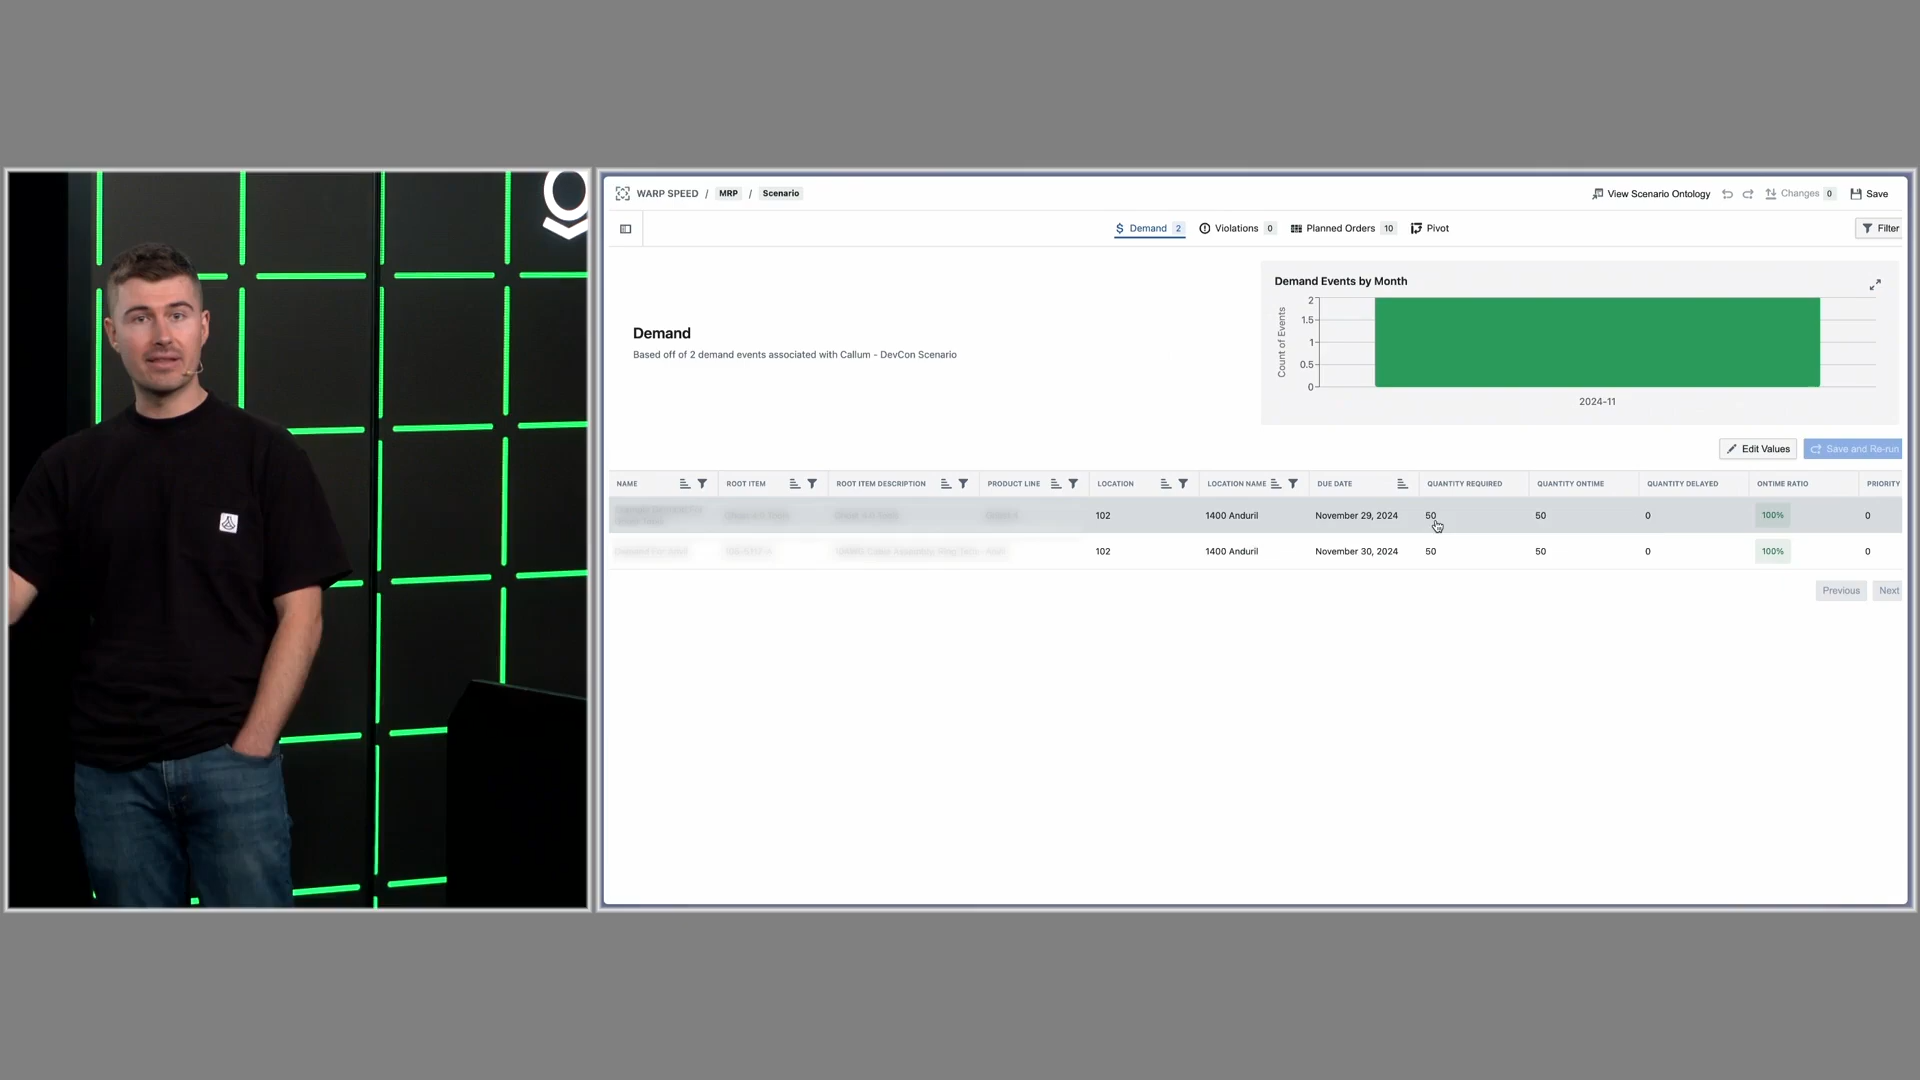 WARP SPEED / MRP / Scenario
View Scenario Ontology
Changes 0
Save
Demand 2
Violations 0
Planned Orders 10
Pivot
Filter
Demand
Based off of 2 demand events associated with Callum - DevCon Scenario
Demand Events by Month
Count of Events
2
1.5
1
0.5
0
2024-11
Edit Values
Save and Re-run
NAME ROOT ITEM ROOT ITEM DESCRIPTION PRODUCT LINE LOCATION LOCATION NAME DUE DATE QUANTITY REQUIRED QUANTITY ONTIME QUANTITY DELAYED ONTIME RATIO PRIORITY
102 1400 Anduril November 29, 2024 50 50 0 100% 0
102 1400 Anduril November 30, 2024 50 50 0 100% 0
Previous
Next